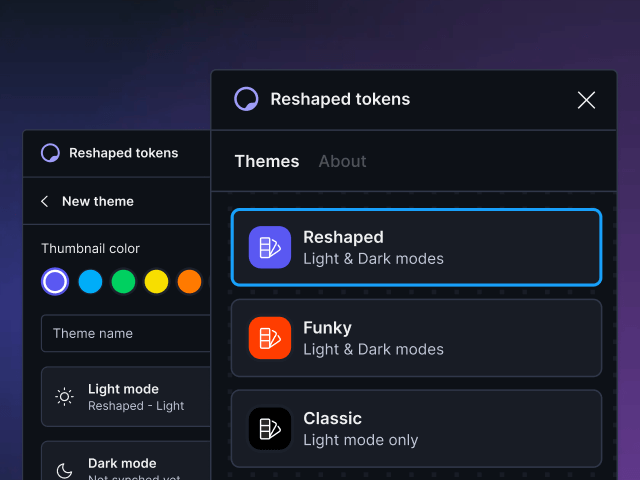 Reshaped tokens
Themes About
Reshaped
Light & Dark modes
Funky
Light & Dark modes
Classic
Light mode only
Reshaped tokens
New theme
Thumbnail color
Theme name
Light mode
Reshaped - Light
Dark mode
Not synched yet